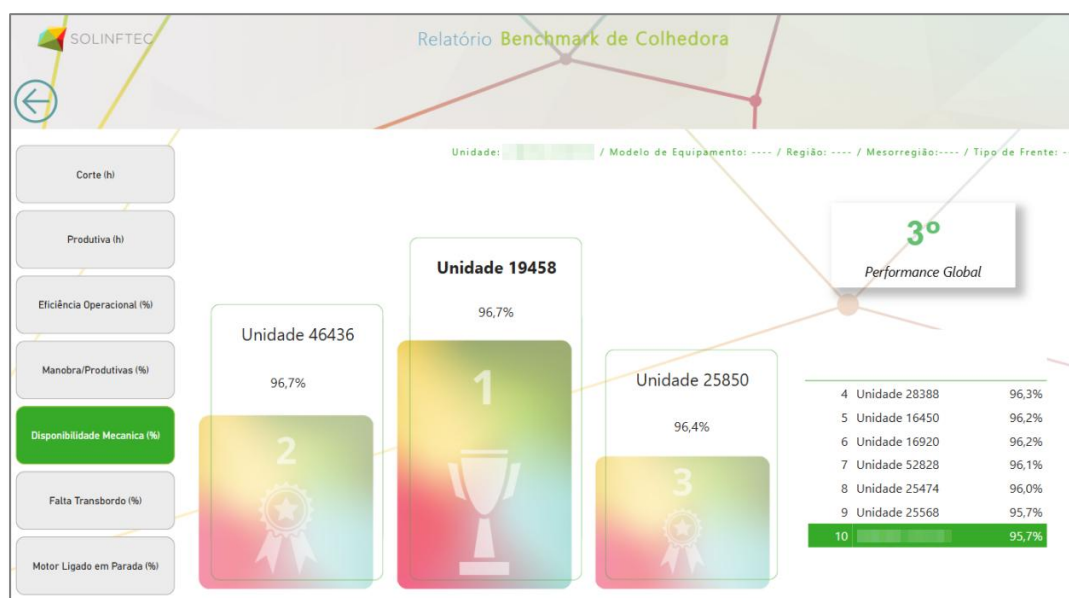 SOLINFTEC
Relatório Benchmark de Colhedora
Unidade: / Modelo de Equipamento: ---- / Região: ---- / Mesorregião:---- / Tipo de Frente: -
Corte (h)
Produtiva (h)
Eficiência Operacional (%)
Manobra/Produtivas (%)
Disponibilidade Mecanica (%)
Falta Transbordo (%)
Motor Ligado em Parada (%)
Unidade 46436
96,7%
2
Unidade 19458
96,7%
1
Unidade 25850
96,4%
3
3º
Performance Global
4 Unidade 28388 96,3%
5 Unidade 16450 96,2%
6 Unidade 16920 96,2%
7 Unidade 52828 96,1%
8 Unidade 25474 96,0%
9 Unidade 25568 95,7%
10 95,7%